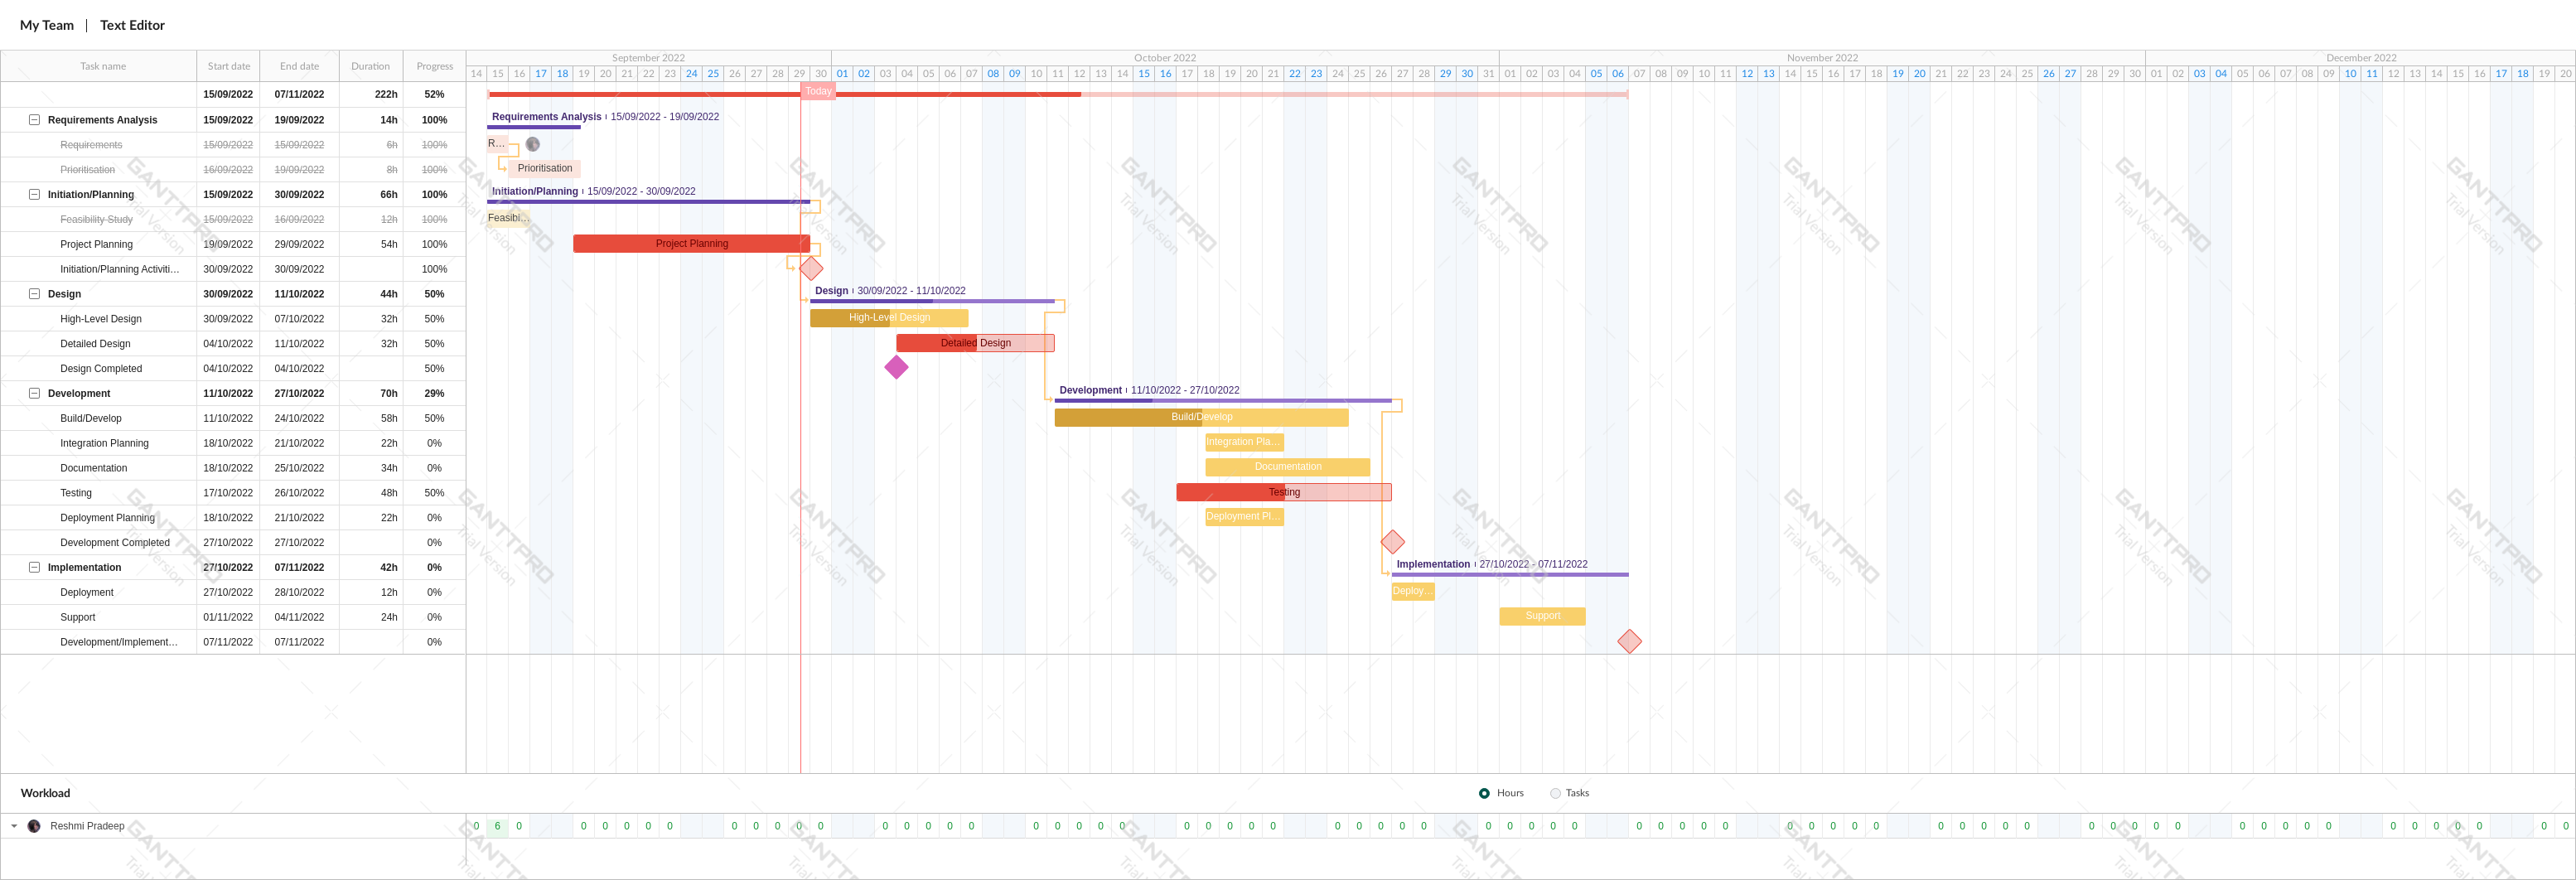 My Team | Text Editor
Task name Start date End date Duration Progress
September 2022 October 2022 November 2022 December 2022
14 15 16 17 18 19 20 21 22 23 24 25 26 27 28 29 30 01 02 03 04 05 06 07 08 09 10 11 12 13 14 15 16 17 18 19 20 21 22 23 24 25 26 27 28 29 30 31 01 02 03 04 05 06 07 08 09 10 11 12 13 14 15 16 17 18 19 20 21 22 23 24 25 26 27 28 29 30 01 02 03 04 05 06 07 08 09 10 11 12 13 14 15 16 17 18 19 20
15/09/2022 07/11/2022 222h 52% Today
Requirements Analysis 15/09/2022 19/09/2022 14h 100% Requirements Analysis 15/09/2022 - 19/09/2022
Requirements 15/09/2022 15/09/2022 6h 100% R...
Prioritisation 16/09/2022 19/09/2022 8h 100% Prioritisation
Initiation/Planning 15/09/2022 30/09/2022 66h 100% Initiation/Planning 15/09/2022 - 30/09/2022
Feasibility Study 15/09/2022 16/09/2022 12h 100% Feasibi...
Project Planning 19/09/2022 29/09/2022 54h 100% Project Planning
Initiation/Planning Activiti... 30/09/2022 30/09/2022 100%
Design 30/09/2022 11/10/2022 44h 50% Design 30/09/2022 - 11/10/2022
High-Level Design 30/09/2022 07/10/2022 32h 50% High-Level Design
Detailed Design 04/10/2022 11/10/2022 32h 50% Detailed Design
Design Completed 04/10/2022 04/10/2022 50%
Development 11/10/2022 27/10/2022 70h 29% Development 11/10/2022 - 27/10/2022
Build/Develop 11/10/2022 24/10/2022 58h 50% Build/Develop
Integration Planning 18/10/2022 21/10/2022 22h 0% Integration Pla...
Documentation 18/10/2022 25/10/2022 34h 0% Documentation
Testing 17/10/2022 26/10/2022 48h 50% Testing
Deployment Planning 18/10/2022 21/10/2022 22h 0% Deployment Pl...
Development Completed 27/10/2022 27/10/2022 0%
Implementation 27/10/2022 07/11/2022 42h 0% Implementation 27/10/2022 - 07/11/2022
Deployment 27/10/2022 28/10/2022 12h 0% Deploy...
Support 01/11/2022 04/11/2022 24h 0% Support
Development/Implement... 07/11/2022 07/11/2022 0%
GANTTPRO Trial Version
Workload Hours Tasks
Reshmi Pradeep 0 6 0 0 0 0 0 0 0 0 0 0 0 0 0 0 0 0 0 0 0 0 0 0 0 0 0 0 0 0 0 0 0 0 0 0 0 0 0 0 0 0 0 0 0 0 0 0 0 0 0 0 0 0 0 0 0 0 0 0 0 0 0 0 0 0 0 0 0 0